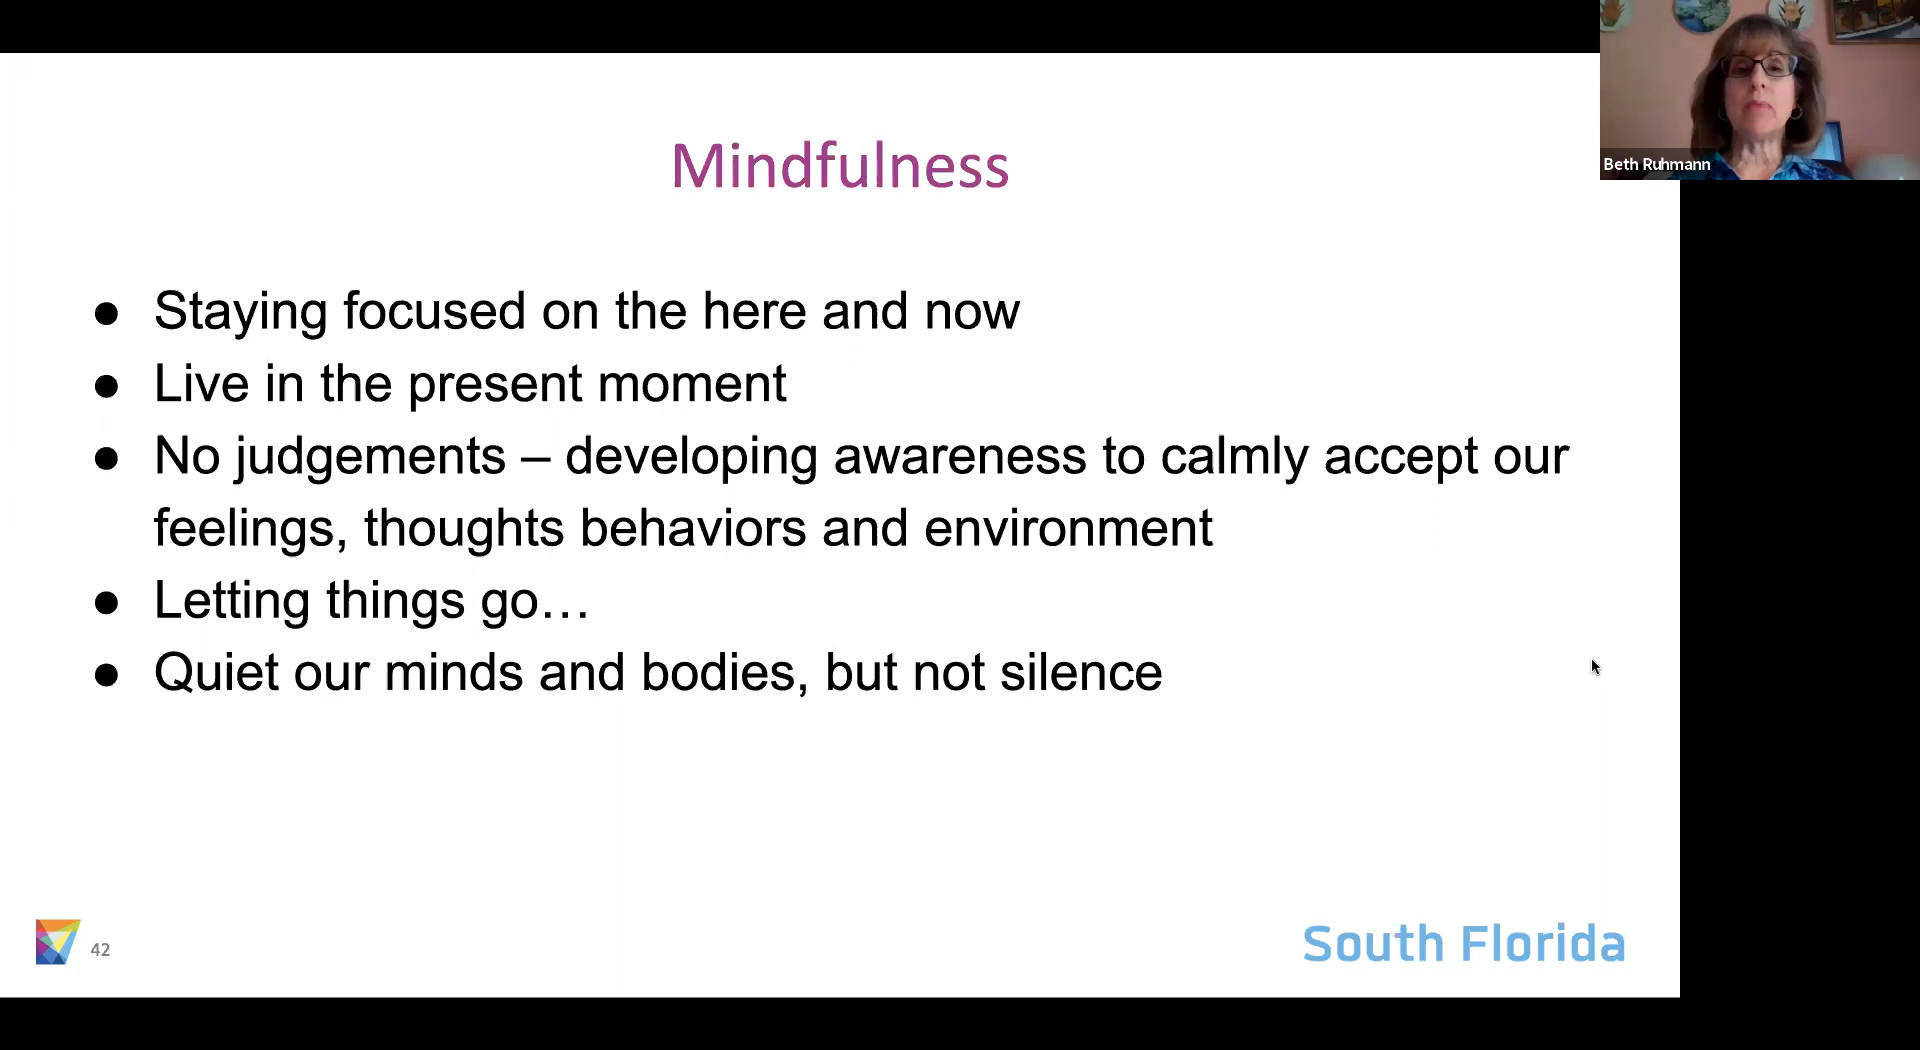 Beth Ruhmann
Mindfulness
● Staying focused on the here and now
● Live in the present moment
● No judgements – developing awareness to calmly accept our
feelings, thoughts behaviors and environment
● Letting things go…
● Quiet our minds and bodies, but not silence
42
South Florida